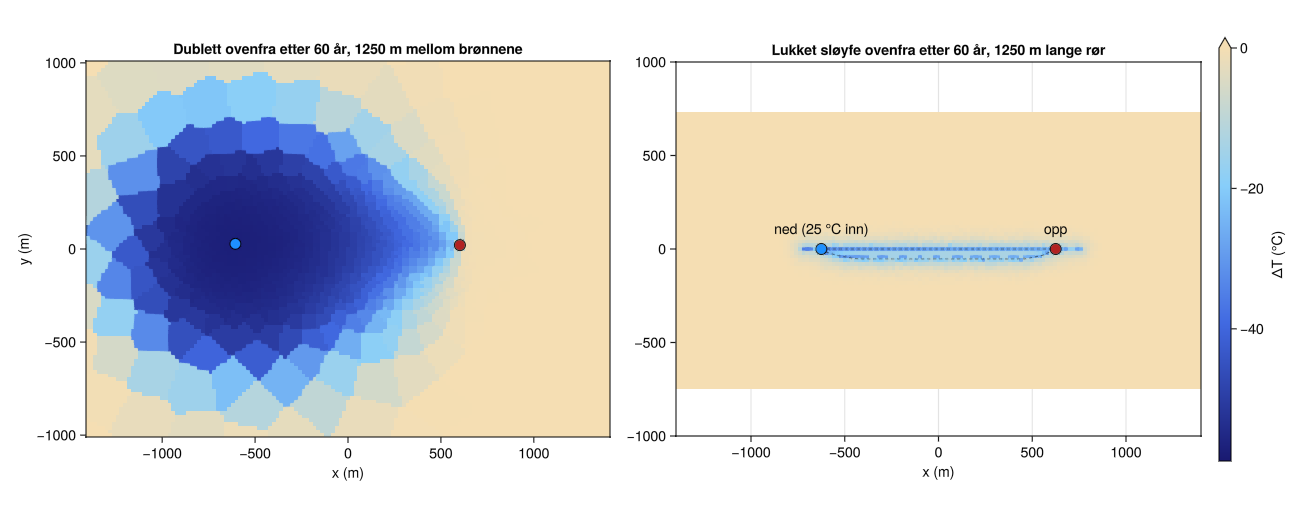 Dublett ovenfra etter 60 år, 1250 m mellom brønnene
1000
500
0
−500
−1000
y (m)
−1000
−500
0
500
1000
x (m)
Lukket sløyfe ovenfra etter 60 år, 1250 m lange rør
1000
500
0
−500
−1000
ned (25 °C inn)
opp
−1000
−500
0
500
1000
x (m)
0
−20
−40
ΔT (°C)